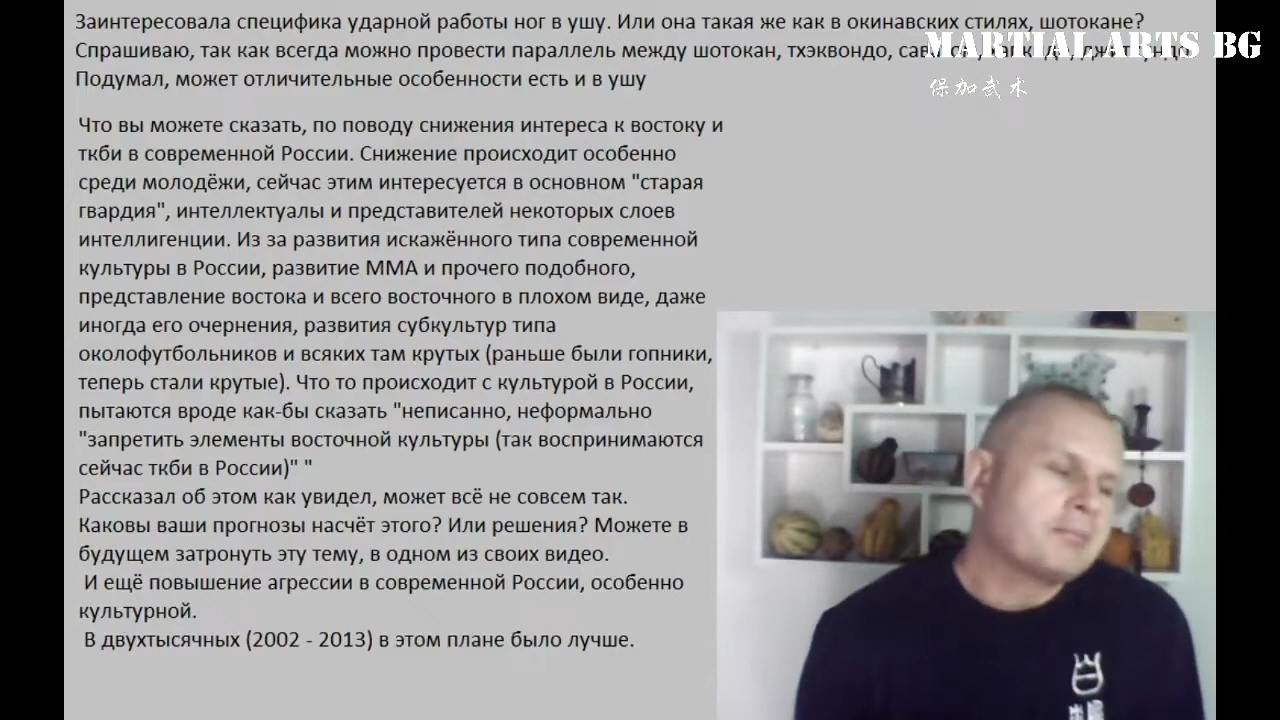 Заинтересовала специфика ударной работы ног в ушу. Или она такая же как в окинавских стилях, шотокане?
Спрашиваю, так как всегда можно провести параллель между шотокан, тхэквондо,
MARTIAL ARTS BG
Подумал, может отличительные особенности есть и в ушу
保加武术
Что вы можете сказать, по поводу снижения интереса к востоку и
ткби в современной России. Снижение происходит особенно
среди молодёжи, сейчас этим интересуется в основном "старая
гвардия", интеллектуалы и представителей некоторых слоев
интеллигенции. Из за развития искажённого типа современной
культуры в России, развитие ММА и прочего подобного,
представление востока и всего восточного в плохом виде, даже
иногда его очернения, развития субкультур типа
околофутбольников и всяких там крутых (раньше были гопники,
теперь стали крутые). Что то происходит с культурой в России,
пытаются вроде как-бы сказать "неписанно, неформально
"запретить элементы восточной культуры (так воспринимаются
сейчас ткби в России)" "
Рассказал об этом как увидел, может всё не совсем так.
Каковы ваши прогнозы насчёт этого? Или решения? Можете в
будущем затронуть эту тему, в одном из своих видео.
И ещё повышение агрессии в современной России, особенно
культурной.
В двухтысячных (2002 - 2013) в этом плане было лучше.